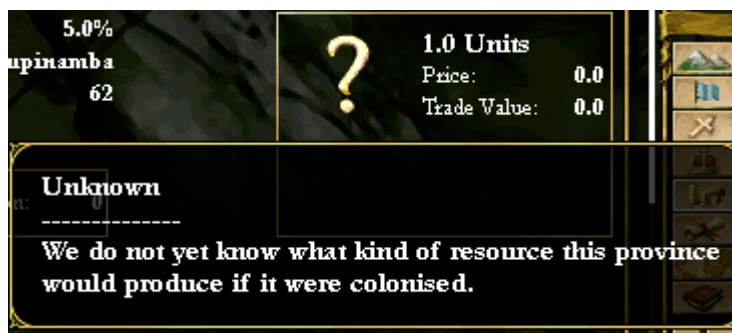 5.0%
upinamba
62
?
1.0 Units
Price: 0.0
Trade Value: 0.0
Unknown
--------------
n: 0
We do not yet know what kind of resource this province
would produce if it were colonised.